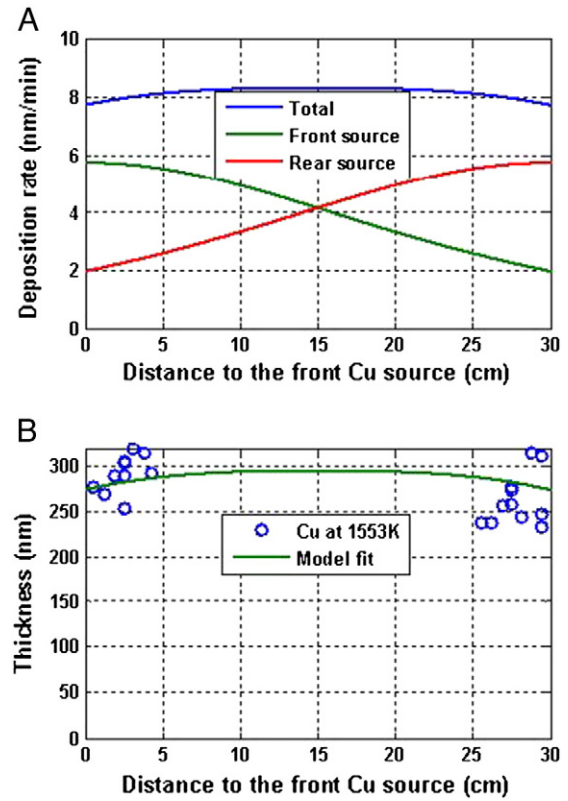 A
10
8
6
4
2
0
Deposition rate (nm/min)
Total
Front source
Rear source
0 5 10 15 20 25 30
Distance to the front Cu source (cm)
B
300
250
200
150
100
50
0
Thickness (nm)
Cu at 1553K
Model fit
0 5 10 15 20 25 30
Distance to the front Cu source (cm)